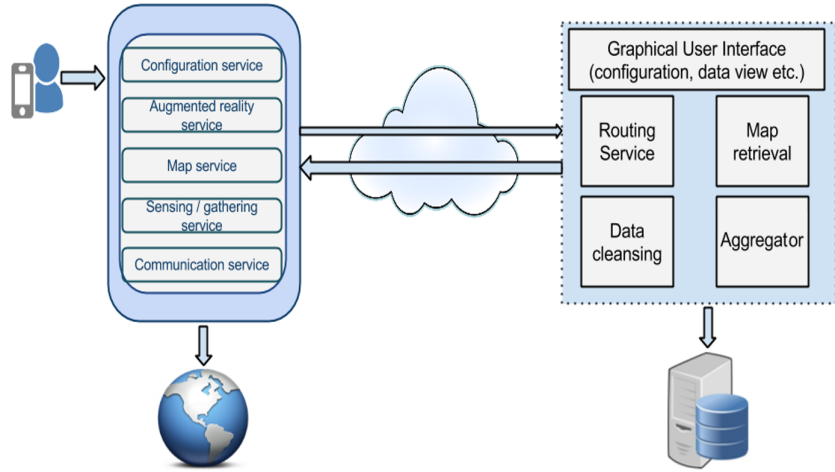 Configuration service
Augmented reality
service
Map service
Sensing / gathering
service
Communication service
Graphical User Interface
(configuration, data view etc.)
Routing
Service
Map
retrieval
Data
cleansing
Aggregator